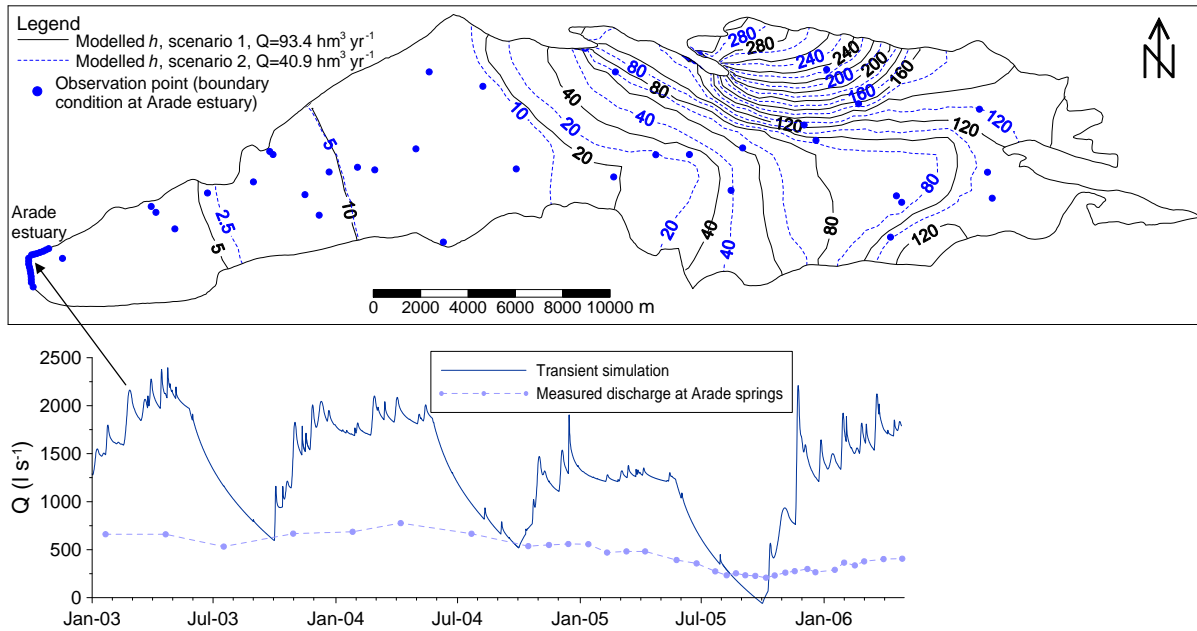 Legend
Modelled h, scenario 1, Q=93.4 hm³ yr⁻¹
Modelled h, scenario 2, Q=40.9 hm³ yr⁻¹
Observation point (boundary
condition at Arade estuary)
280
280
240
240
200
200
160
160
80
80
120
120
120
40
40
20
20
10
5
10
2.5
5
80
80
20
40
40
120
N
Arade
estuary
0 2000 4000 6000 8000 10000 m
Transient simulation
Measured discharge at Arade springs
Q (l s⁻¹)
2500
2000
1500
1000
500
0
Jan-03 Jul-03 Jan-04 Jul-04 Jan-05 Jul-05 Jan-06